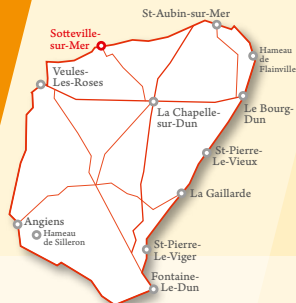 St-Aubin-sur-Mer
Sotteville-
sur-Mer
Hameau
de
Flainville
Veules-
Les-Roses
La Chapelle-
sur-Dun
Le Bourg-
Dun
St-Pierre-
Le-Vieux
La Gaillarde
Angiens
Hameau
de Silleron
St-Pierre-
Le-Viger
Fontaine-
Le-Dun